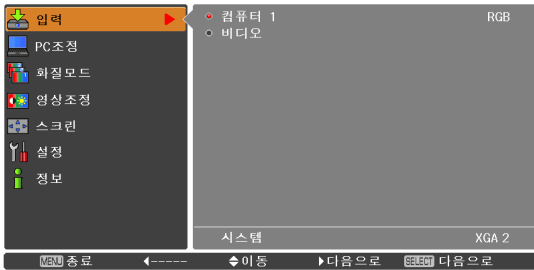 입력
컴퓨터 1 RGB
비디오
PC조정
화질모드
영상조정
스크린
설정
정보
시스템 XGA 2
MENU 종료 ----- 이동 다음으로 SELECT 다음으로